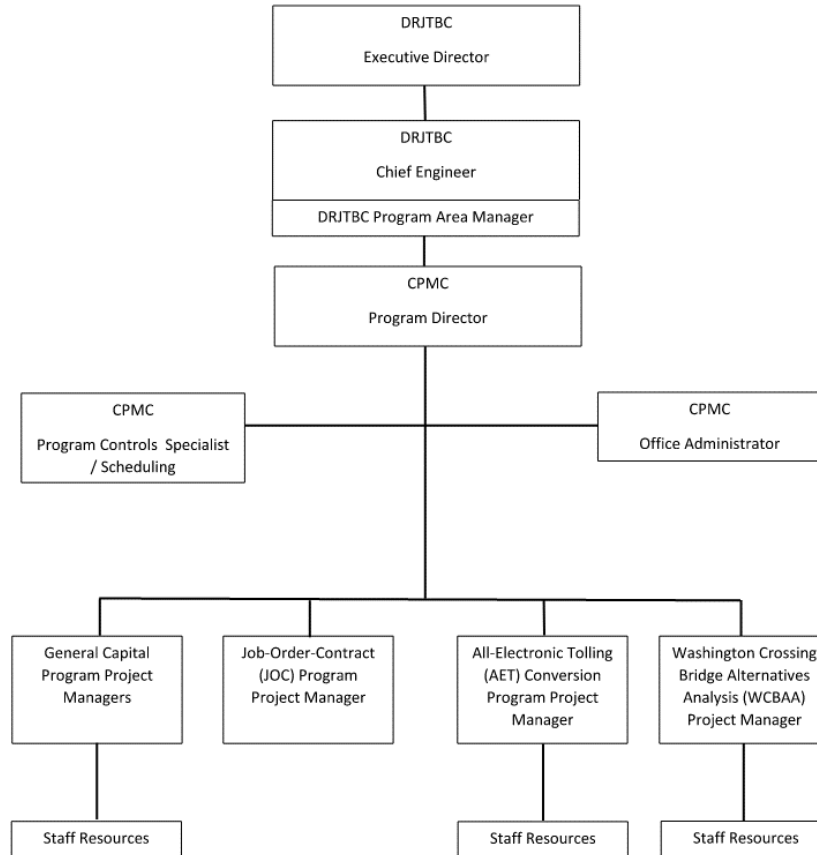 DRJTBC
Executive Director
DRJTBC
Chief Engineer
DRJTBC Program Area Manager
CPMC
Program Director
CPMC
Program Controls Specialist
/ Scheduling
CPMC
Office Administrator
General Capital
Program Project
Managers
Job-Order-Contract
(JOC) Program
Project Manager
All-Electronic Tolling
(AET) Conversion
Program Project
Manager
Washington Crossing
Bridge Alternatives
Analysis (WCBAA)
Project Manager
Staff Resources
Staff Resources
Staff Resources